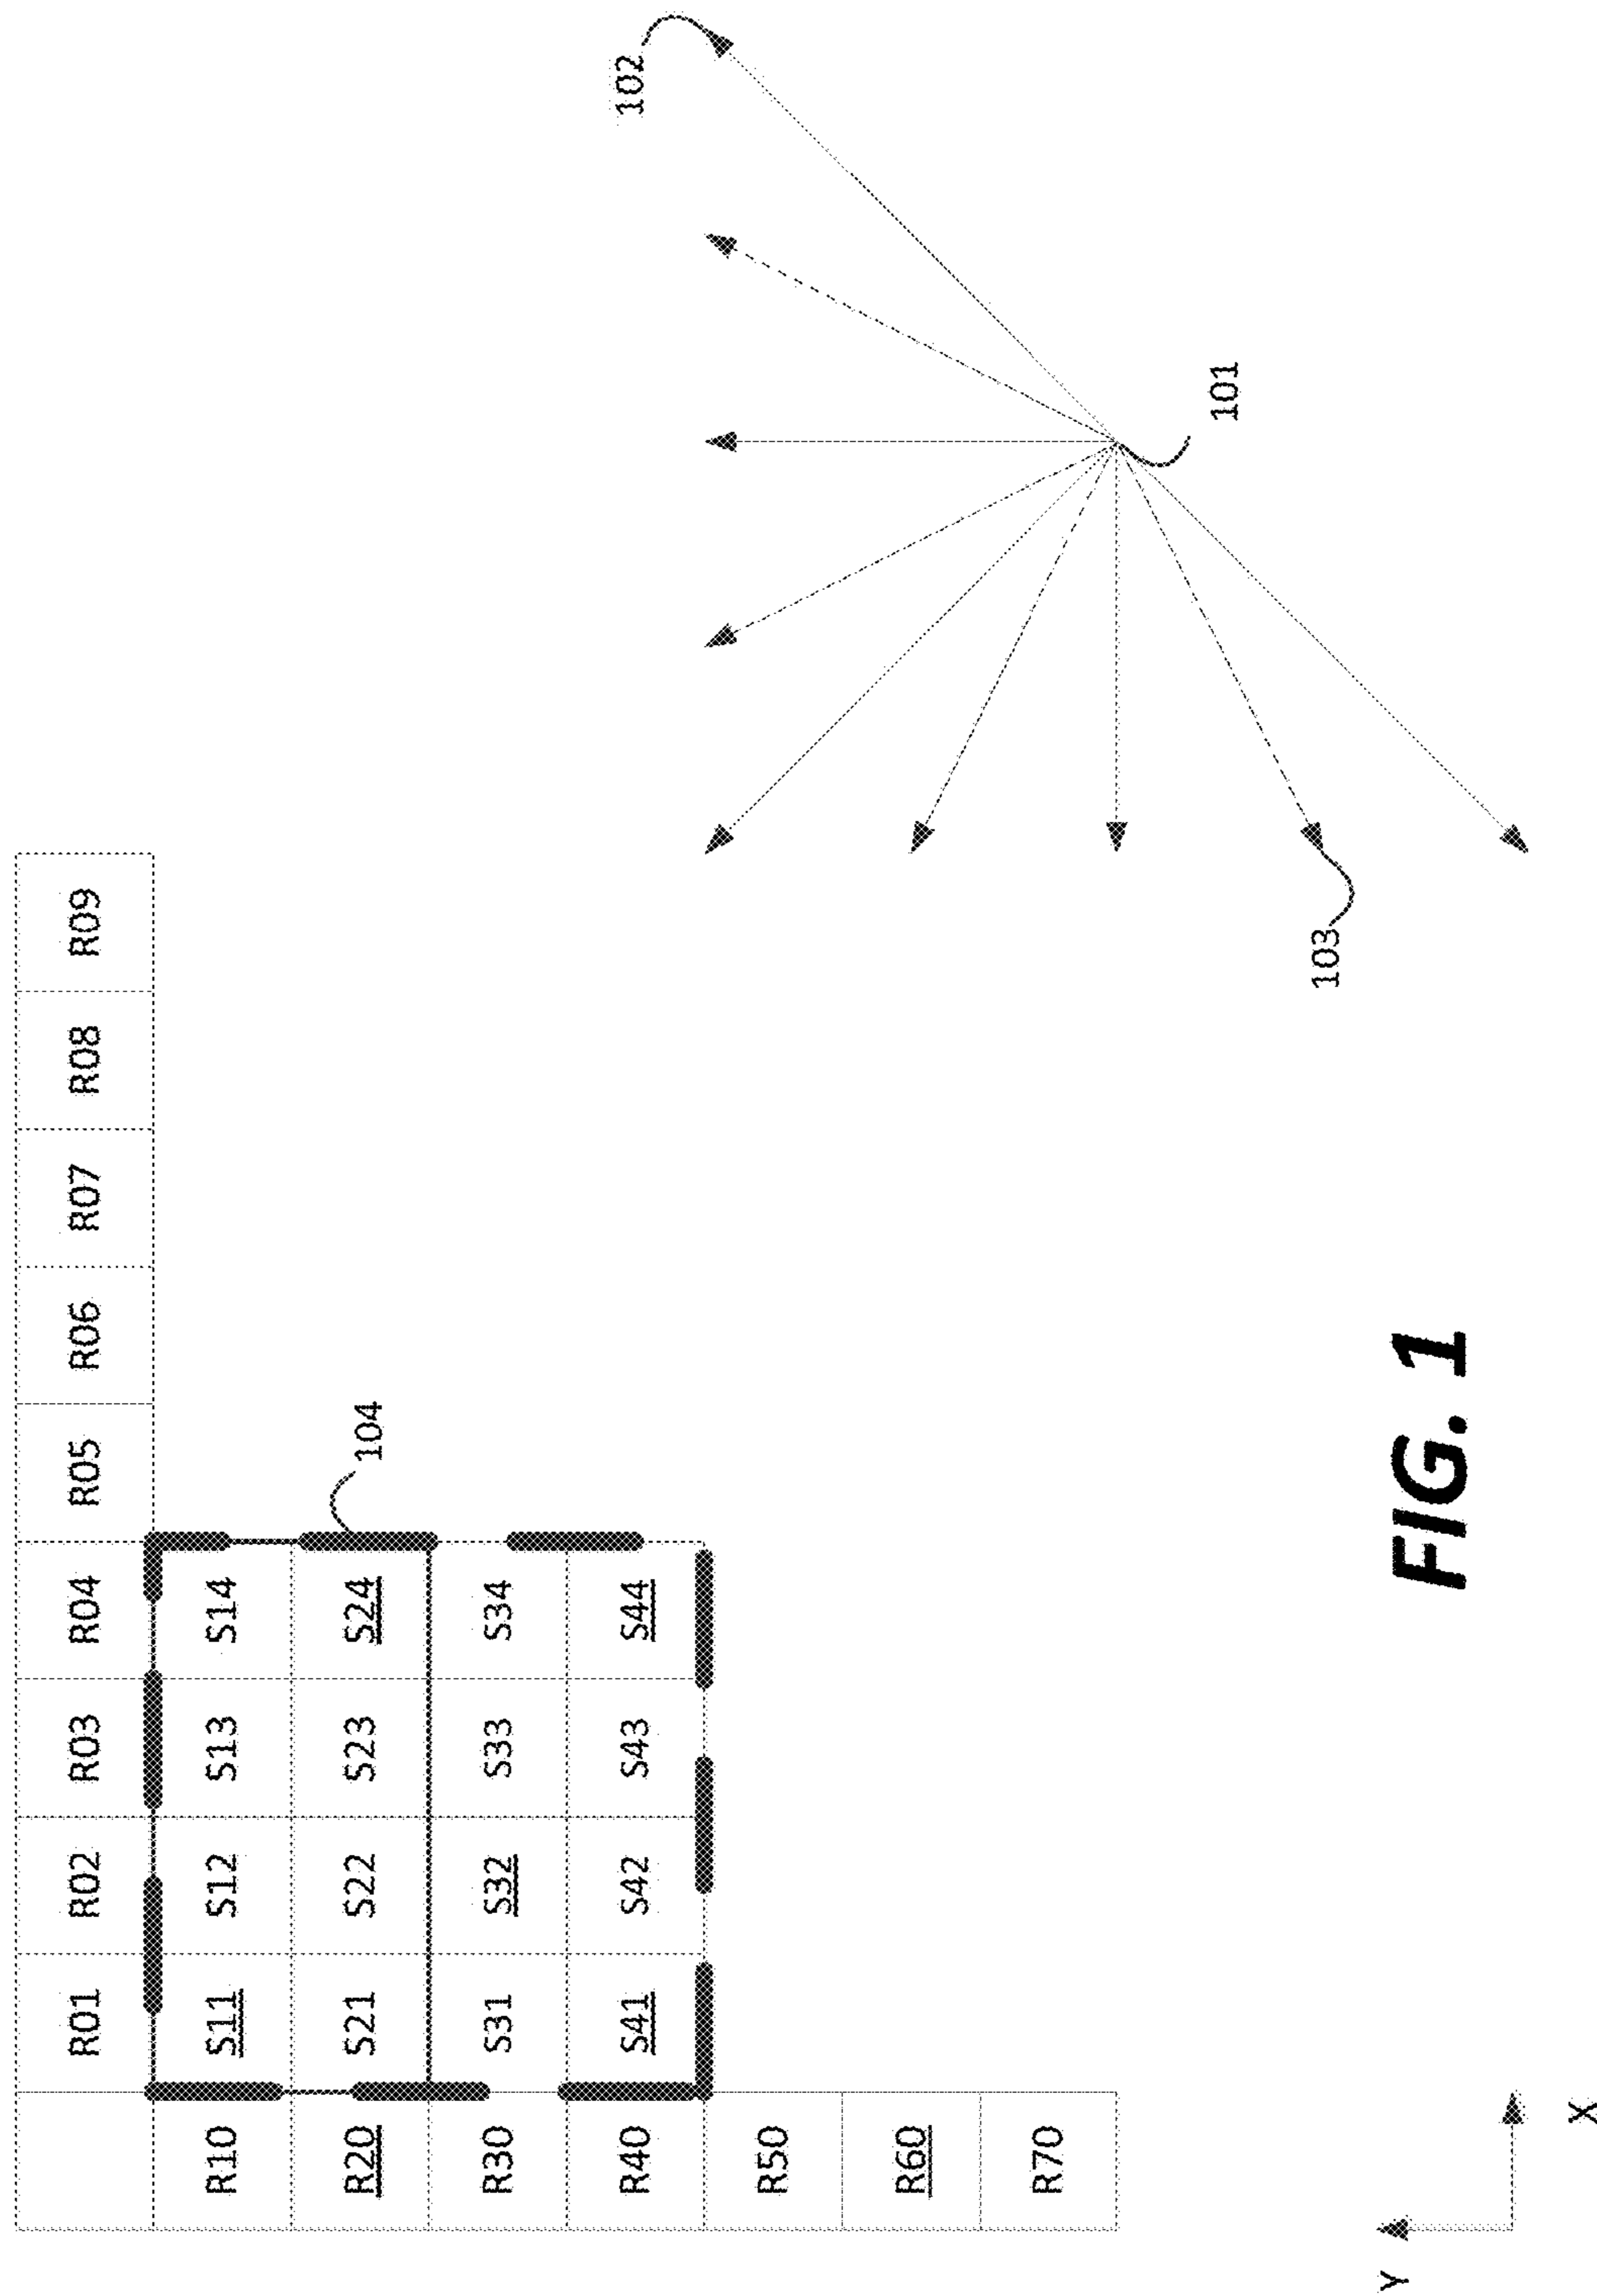 R01 R02 R03 R04 R05 R06 R07 R08 R09
R10 S11 S12 S13 S14
R20 S21 S22 S23 S24
104
R30 S31 S32 S33 S34
R40 S41 S42 S43 S44
R50
R60
R70
102
101
103
Y
X
FIG. 1